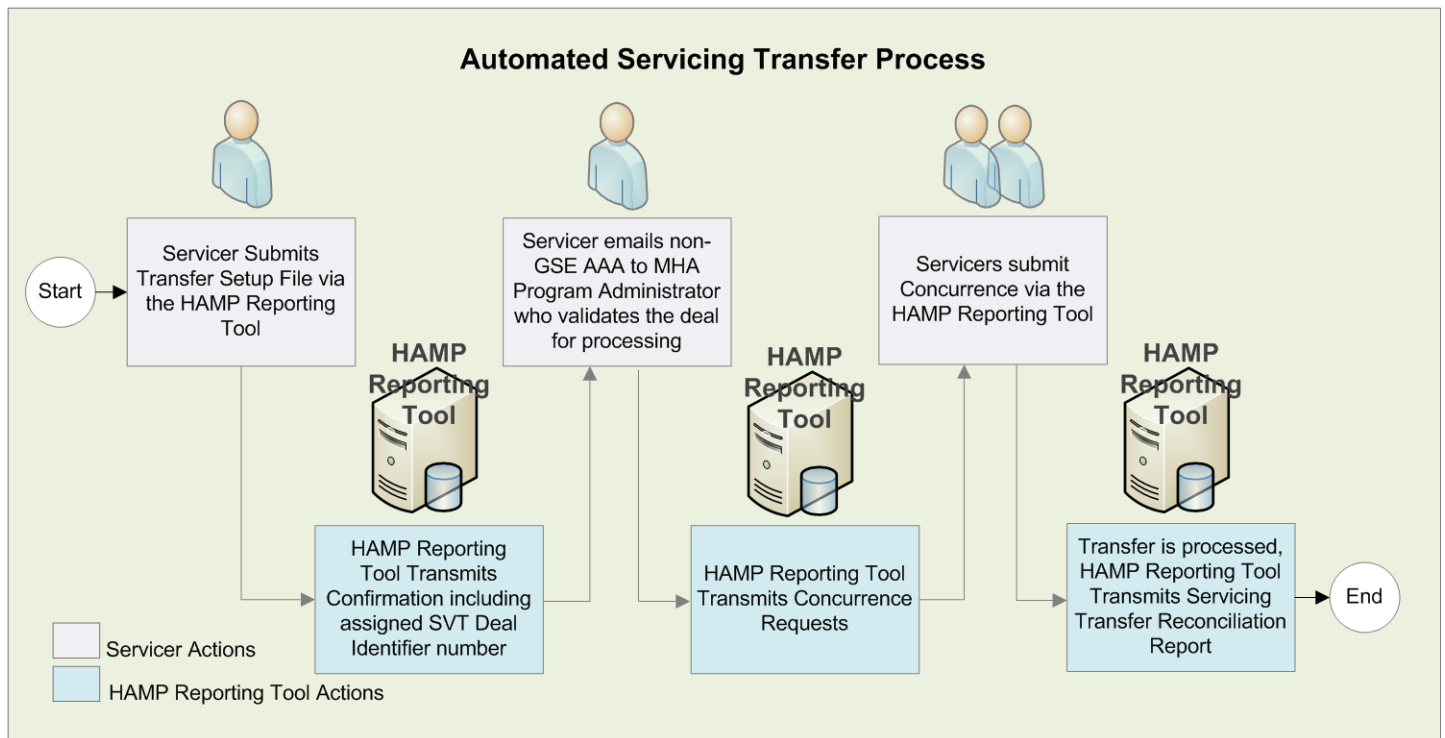 Automated Servicing Transfer Process
Start
Servicer Submits
Transfer Setup File via
the HAMP Reporting
Tool
HAMP
Reporting
Tool
HAMP Reporting
Tool Transmits
Confirmation including
assigned SVT Deal
Identifier number
Servicer emails non-
GSE AAA to MHA
Program Administrator
who validates the deal
for processing
HAMP
Reporting
Tool
HAMP Reporting Tool
Transmits Concurrence
Requests
Servicers submit
Concurrence via the
HAMP Reporting Tool
HAMP
Reporting
Tool
Transfer is processed,
HAMP Reporting Tool
Transmits Servicing
Transfer Reconciliation
Report
End
Servicer Actions
HAMP Reporting Tool Actions